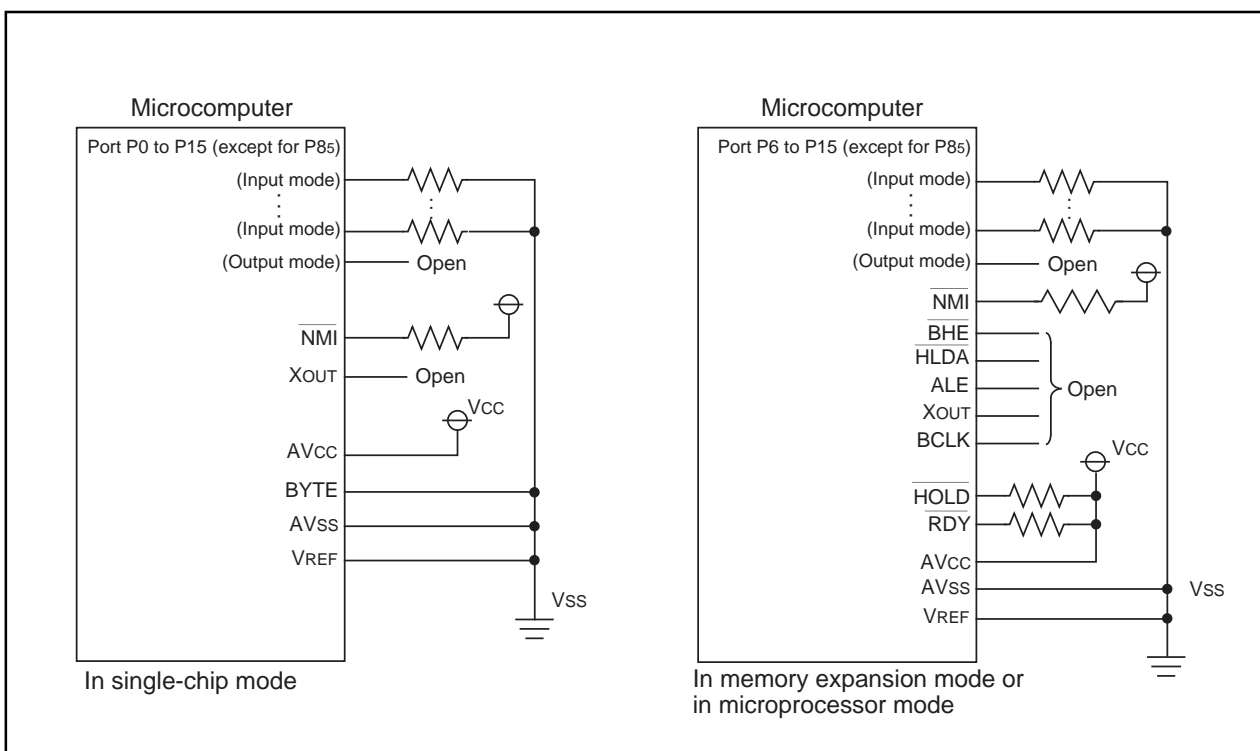 Microcomputer
Port P0 to P15 (except for P85)
(Input mode)
(Input mode)
(Output mode)
Open
NMI
XOUT
Open
VCC
AVCC
BYTE
AVSS
VREF
VSS
In single-chip mode
Microcomputer
Port P6 to P15 (except for P85)
(Input mode)
(Input mode)
(Output mode)
Open
NMI
BHE
HLDA
ALE
Open
XOUT
BCLK
VCC
HOLD
RDY
AVCC
AVSS
VSS
VREF
In memory expansion mode or
in microprocessor mode